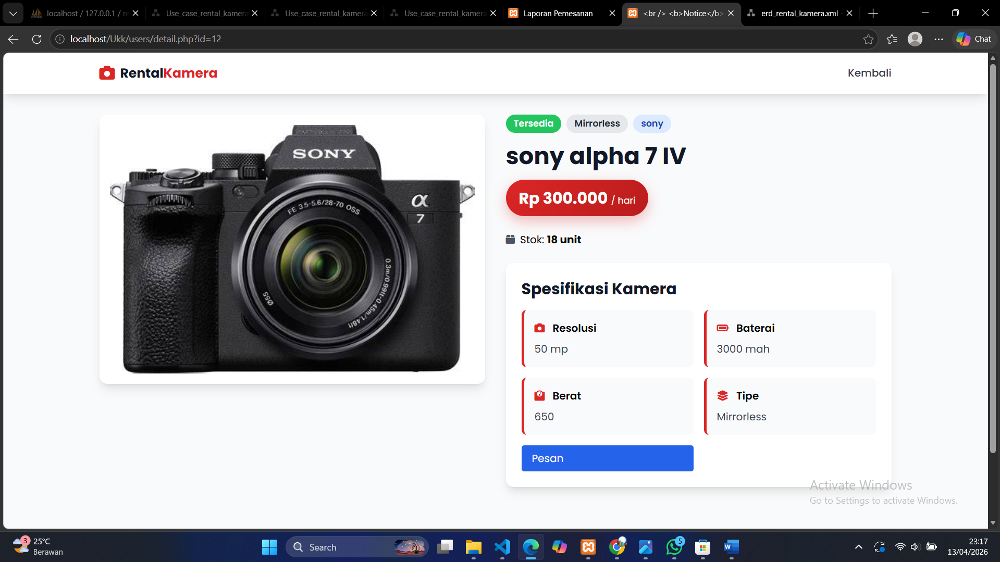 localhost / 127.0.0.1 / re
Use_case_rental_kamera
Use_case_rental_kamera
Use_case_rental_kamera
Laporan Pemesanan
<br /> <b>Notice</b>
erd_rental_kamera.xml -
localhost/Ukk/users/detail.php?id=12
Chat
RentalKamera
Kembali
SONY
α
7
FE 3.5-5.6/28-70 OSS
0.3m/0.99ft-0.45m/1.48ft
Ø55
Tersedia
Mirrorless
sony
sony alpha 7 IV
Rp 300.000 / hari
Stok: 18 unit
Spesifikasi Kamera
Resolusi
50 mp
Baterai
3000 mah
Berat
650
Tipe
Mirrorless
Pesan
Activate Windows
Go to Settings to activate Windows.
3
25°C
Berawan
Search
5
23:17
13/04/2026